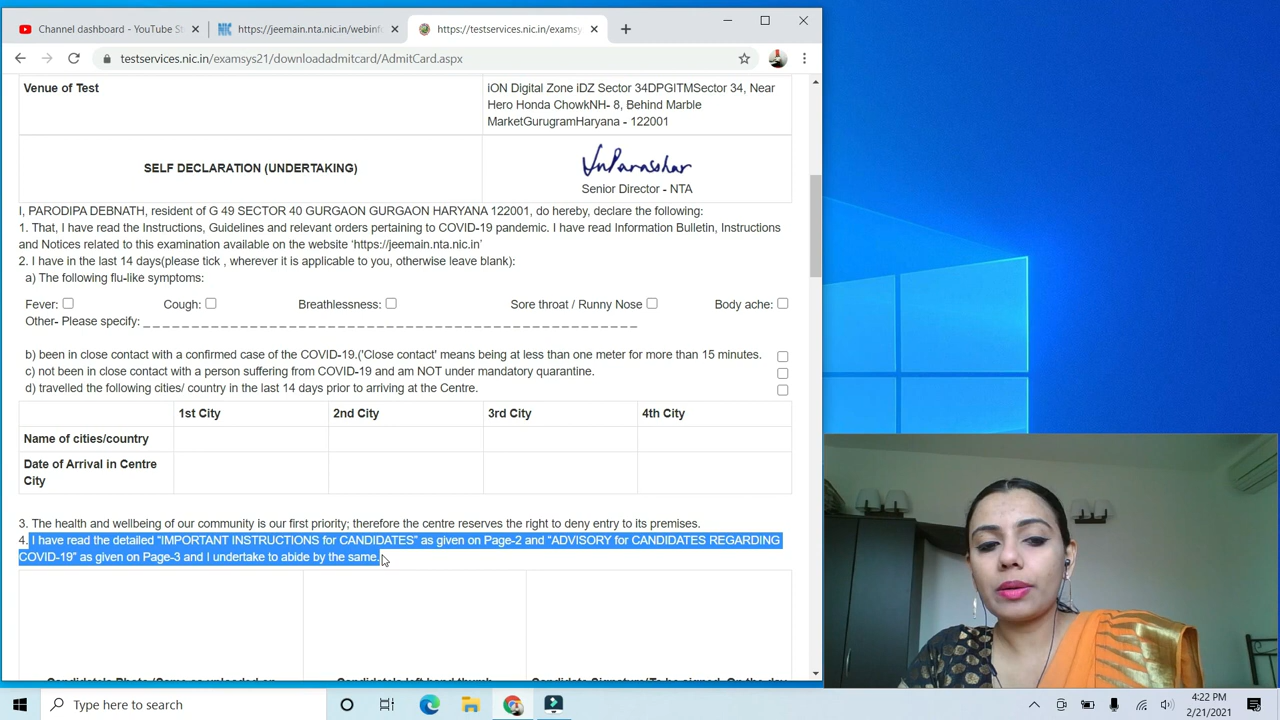 Channel dashboard - YouTube St
https://jeemain.nta.nic.in/webinfo
https://testservices.nic.in/examsy
testservices.nic.in/examsys21/downloadadmitcard/AdmitCard.aspx
Venue of Test
iON Digital Zone iDZ Sector 34DPGITMSector 34, Near
Hero Honda ChowkNH- 8, Behind Marble
MarketGurugramHaryana - 122001
SELF DECLARATION (UNDERTAKING)
Senior Director - NTA
I, PARODIPA DEBNATH, resident of G 49 SECTOR 40 GURGAON GURGAON HARYANA 122001, do hereby, declare the following:
1. That, I have read the Instructions, Guidelines and relevant orders pertaining to COVID-19 pandemic. I have read Information Bulletin, Instructions
and Notices related to this examination available on the website ‘https://jeemain.nta.nic.in’
2. I have in the last 14 days(please tick , wherever it is applicable to you, otherwise leave blank):
a) The following flu-like symptoms:
Fever: Cough: Breathlessness: Sore throat / Runny Nose Body ache:
Other- Please specify: _ _ _ _ _ _ _ _ _ _ _ _ _ _ _ _ _ _ _ _ _ _ _ _ _ _ _ _ _ _ _ _ _ _ _ _ _ _ _ _ _ _ _ _ _ _ _ _ _ _ _
b) been in close contact with a confirmed case of the COVID-19.('Close contact' means being at less than one meter for more than 15 minutes.
c) not been in close contact with a person suffering from COVID-19 and am NOT under mandatory quarantine.
d) travelled the following cities/ country in the last 14 days prior to arriving at the Centre.
1st City 2nd City 3rd City 4th City
Name of cities/country
Date of Arrival in Centre
City
3. The health and wellbeing of our community is our first priority; therefore the centre reserves the right to deny entry to its premises.
4. I have read the detailed “IMPORTANT INSTRUCTIONS for CANDIDATES” as given on Page-2 and “ADVISORY for CANDIDATES REGARDING
COVID-19” as given on Page-3 and I undertake to abide by the same.
Type here to search
4:22 PM
2/21/2021